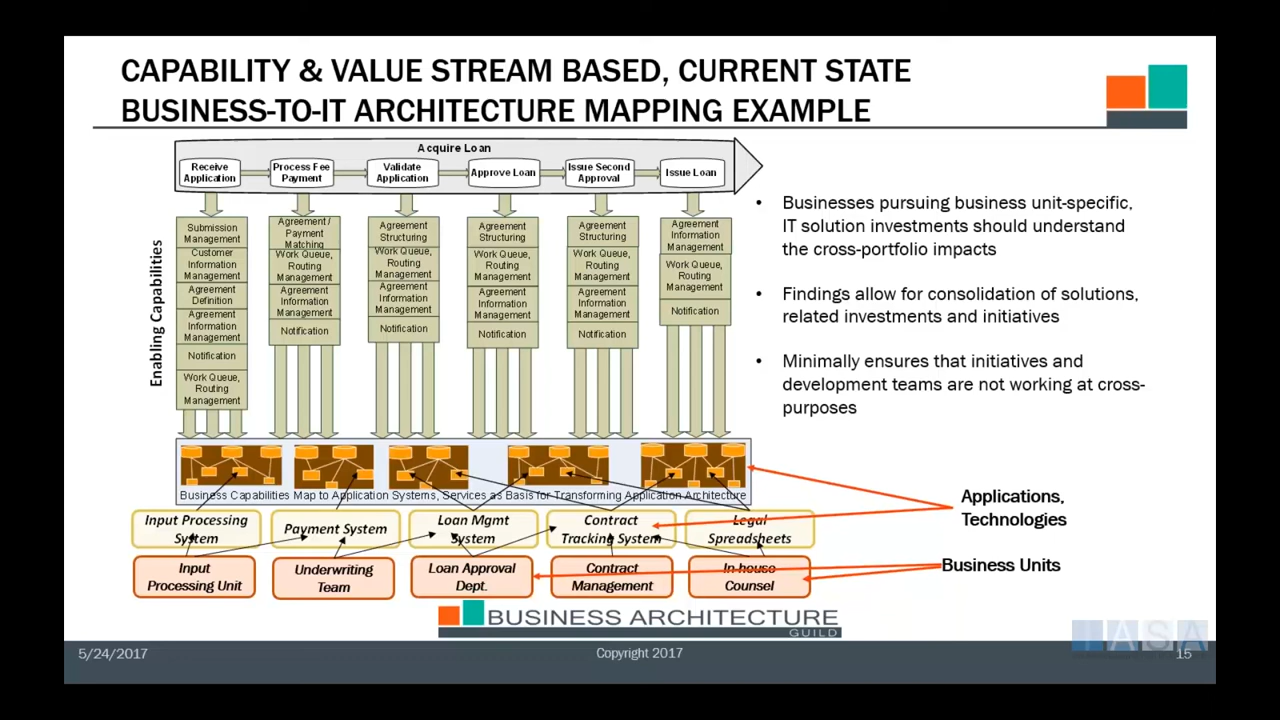 CAPABILITY & VALUE STREAM BASED, CURRENT STATE
BUSINESS-TO-IT ARCHITECTURE MAPPING EXAMPLE
Acquire Loan
Receive
Application
Process Fee
Payment
Validate
Application
Approve Loan
Issue Second
Approval
Issue Loan
Enabling Capabilities
Submission
Management
Customer
Information
Management
Agreement
Definition
Agreement
Information
Management
Notification
Work Queue,
Routing
Management
Agreement /
Payment
Matching
Work Queue,
Routing
Management
Agreement
Information
Management
Notification
Agreement
Structuring
Work Queue,
Routing
Management
Agreement
Information
Management
Notification
Agreement
Structuring
Work Queue,
Routing
Management
Agreement
Information
Management
Notification
Agreement
Structuring
Work Queue,
Routing
Management
Agreement
Information
Management
Notification
Agreement
Information
Management
Work Queue,
Routing
Management
Notification
Business Capabilities Map to Application Systems, Services as Basis for Transforming Application Architecture
Input Processing
System
Payment System
Loan Mgmt
System
Contract
Tracking System
Legal
Spreadsheets
Input
Processing Unit
Underwriting
Team
Loan Approval
Dept.
Contract
Management
In-house
Counsel
• Businesses pursuing business unit-specific,
IT solution investments should understand
the cross-portfolio impacts
• Findings allow for consolidation of solutions,
related investments and initiatives
• Minimally ensures that initiatives and
development teams are not working at cross-
purposes
Applications,
Technologies
Business Units
BUSINESS ARCHITECTURE
GUILD
5/24/2017
Copyright 2017
IASA
15